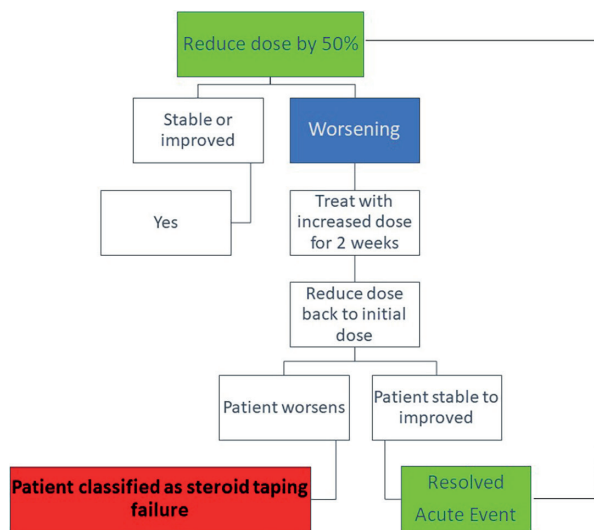 Reduce dose by 50%
Stable or
improved
Worsening
Yes
Treat with
increased dose
for 2 weeks
Reduce dose
back to initial
dose
Patient worsens
Patient stable to
improved
Patient classified as steroid taping
failure
Resolved
Acute Event